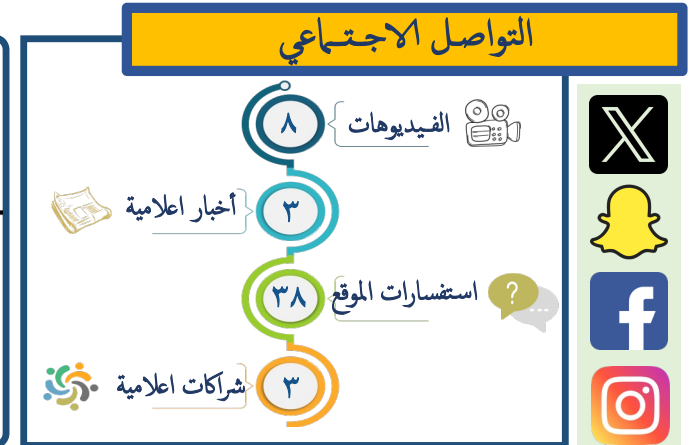 التواصل الاجتماعي
الفيديوهات
٨
أخبار اعلامية
٣
استفسارات الموقع
٣٨
شراكات اعلامية
٣